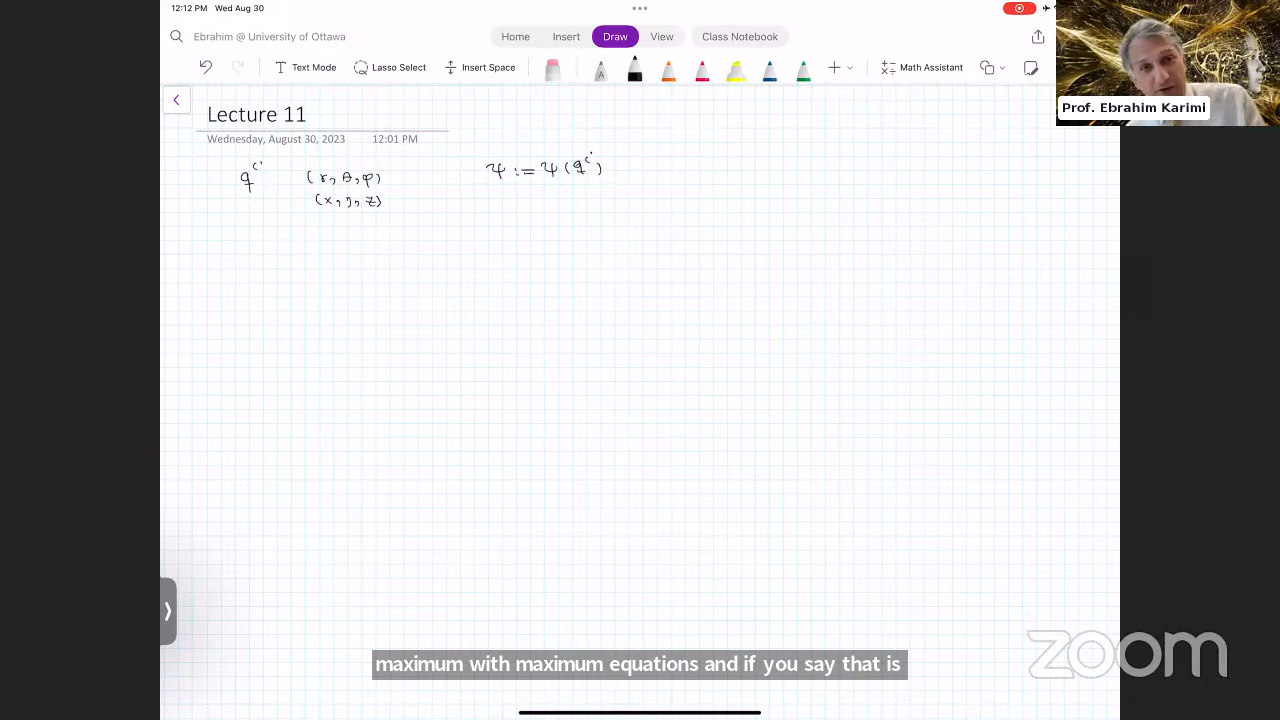 12:12 PM Wed Aug 30
Ebrahim @ University of Ottawa
Home Insert Draw View Class Notebook
Text Mode Lasso Select Insert Space Math Assistant
Prof. Ebrahim Karimi
Lecture 11
Wednesday, August 30, 2023 12:01 PM
qⁱ (r, θ, φ) Ψ := Ψ(qⁱ)
(x, y, z)
maximum with maximum equations and if you say that is
zoom